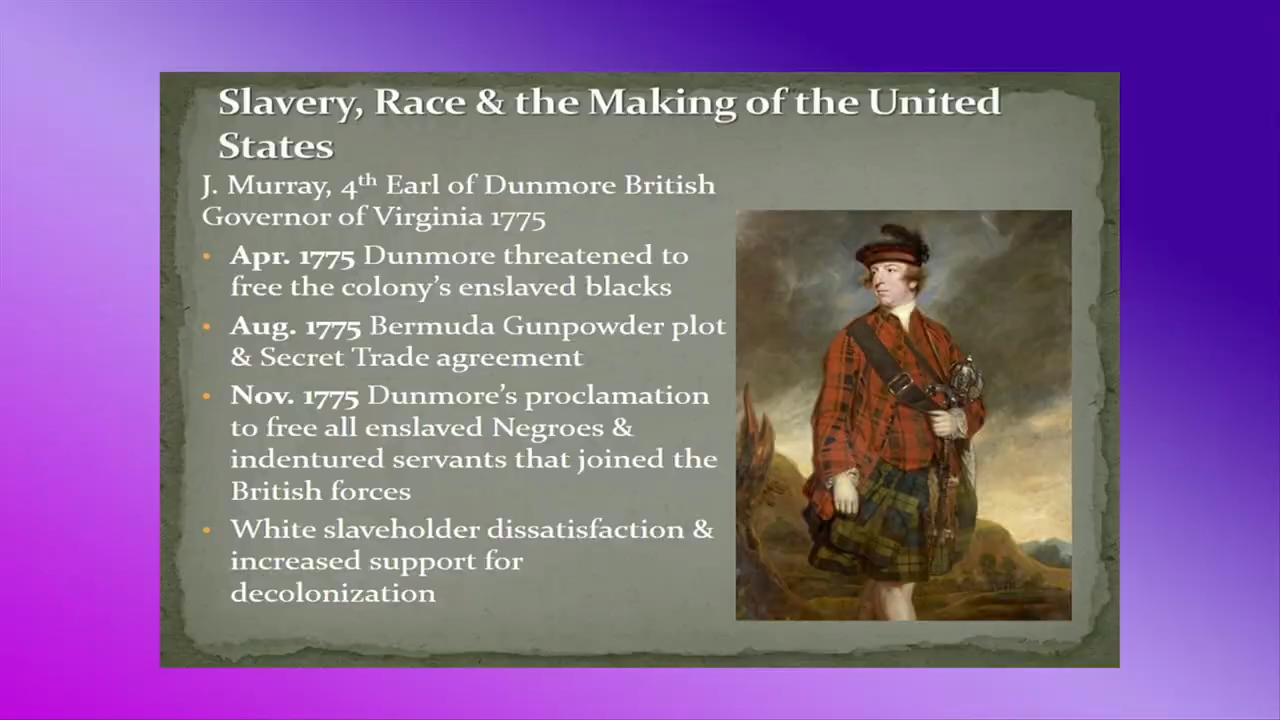 Slavery, Race & the Making of the United
States
J. Murray, 4th Earl of Dunmore British
Governor of Virginia 1775
• Apr. 1775 Dunmore threatened to
free the colony's enslaved blacks
• Aug. 1775 Bermuda Gunpowder plot
& Secret Trade agreement
• Nov. 1775 Dunmore's proclamation
to free all enslaved Negroes &
indentured servants that joined the
British forces
• White slaveholder dissatisfaction &
increased support for
decolonization